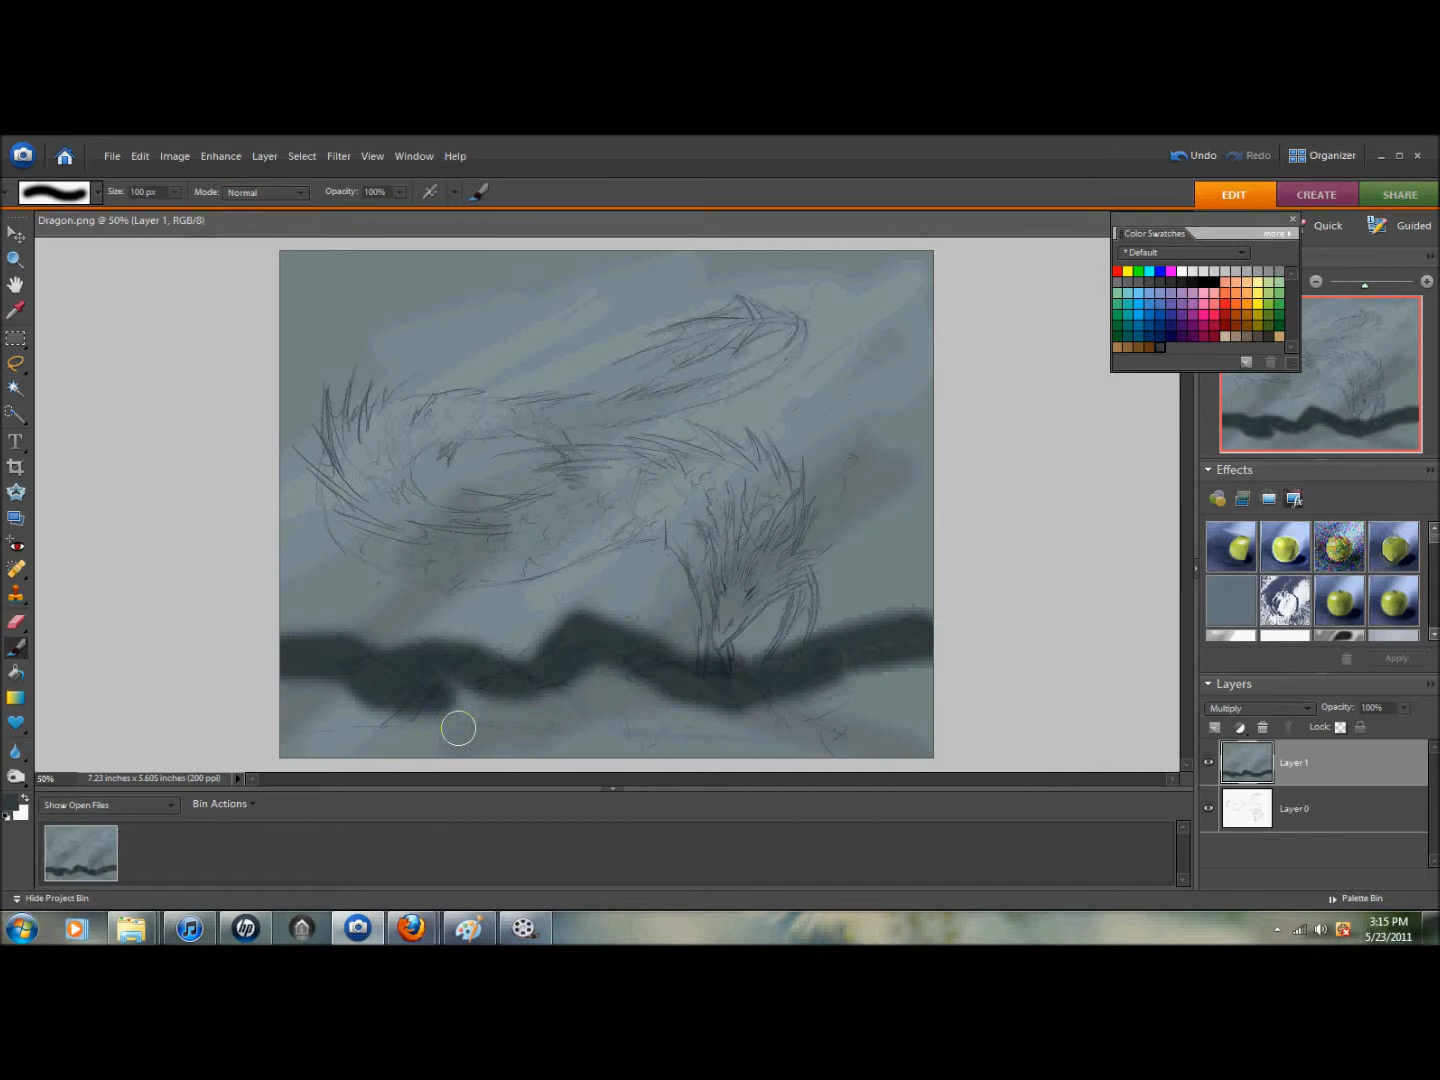 File Edit Image Enhance Layer Select Filter View Window Help
Undo Redo Organizer
Size: 100 px Mode: Normal Opacity: 100%
EDIT CREATE SHARE
Dragon.png @ 50% (Layer 1, RGB/8)
Quick Guided
Color Swatches more
* Default
Effects
Apply
Layers
Multiply Opacity: 100%
Lock:
Layer 1
Layer 0
50% 7.23 inches x 5.605 inches (200 ppi)
Show Open Files Bin Actions
Hide Project Bin Palette Bin
3:15 PM
5/23/2011